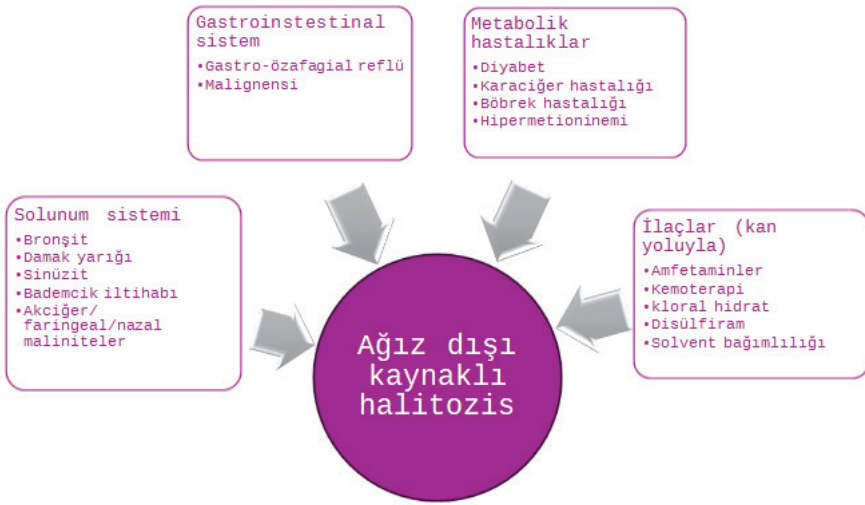 Gastroinstestinal
sistem
•Gastro-özafagial reflü
•Malignensi
Metabolik
hastalıklar
•Diyabet
•Karaciğer hastalığı
•Böbrek hastalığı
•Hipermetioninemi
Solunum sistemi
•Bronşit
•Damak yarığı
•Sinüzit
•Bademcik iltihabı
•Akciğer/
faringeal/nazal
maliniteler
İlaçlar (kan
yoluyla)
•Amfetaminler
•Kemoterapi
•kloral hidrat
•Disülfiram
•Solvent bağımlılığı
Ağız dışı
kaynaklı
halitozis